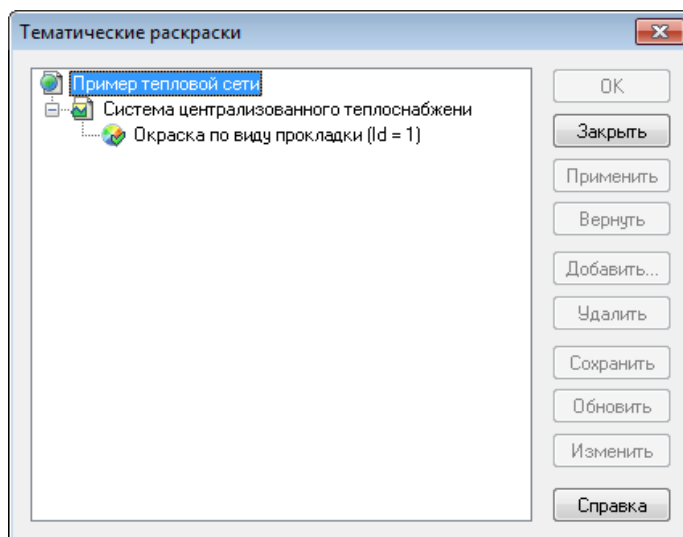 Тематические раскраски
Пример тепловой сети
Система централизованного теплоснабжени
Окраска по виду прокладки (Id = 1)
OK
Закрыть
Применить
Вернуть
Добавить...
Удалить
Сохранить
Обновить
Изменить
Справка